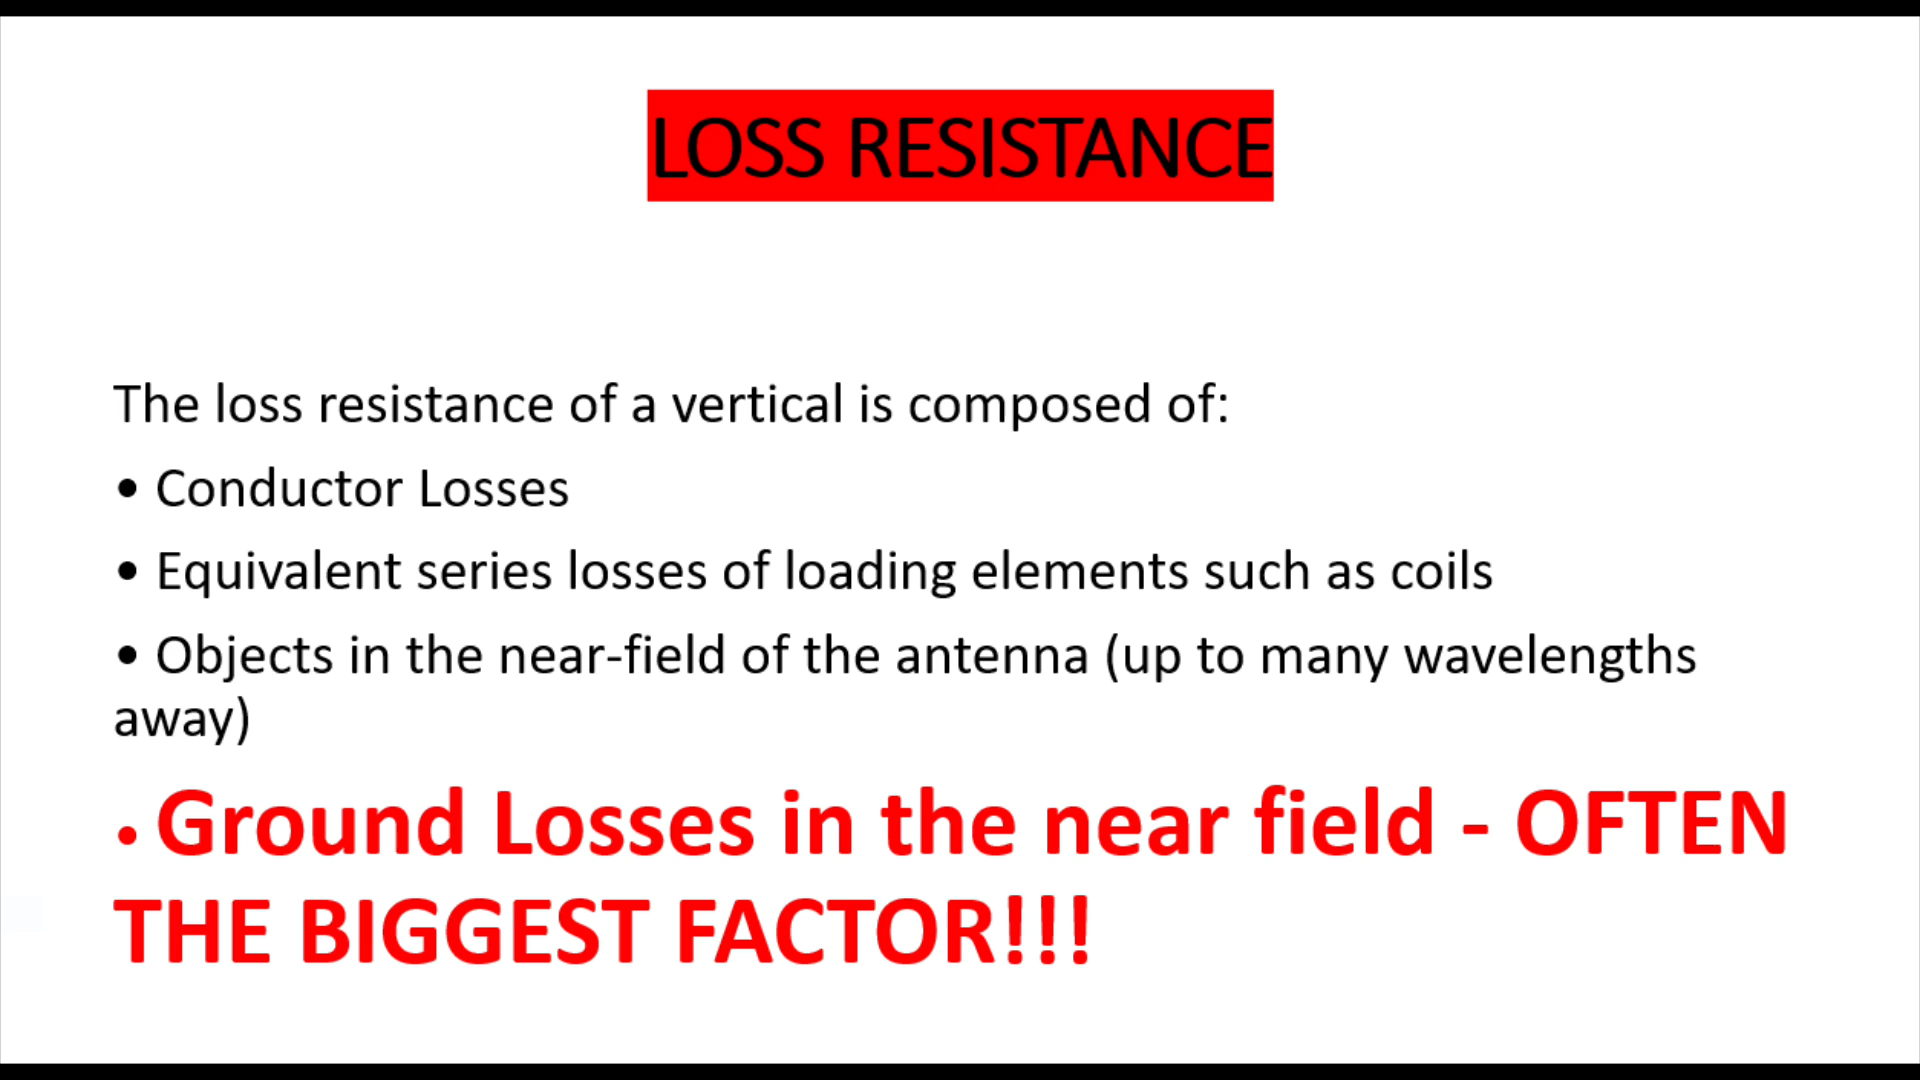 LOSS RESISTANCE
The loss resistance of a vertical is composed of:
• Conductor Losses
• Equivalent series losses of loading elements such as coils
• Objects in the near-field of the antenna (up to many wavelengths
away)
• Ground Losses in the near field - OFTEN
THE BIGGEST FACTOR!!!